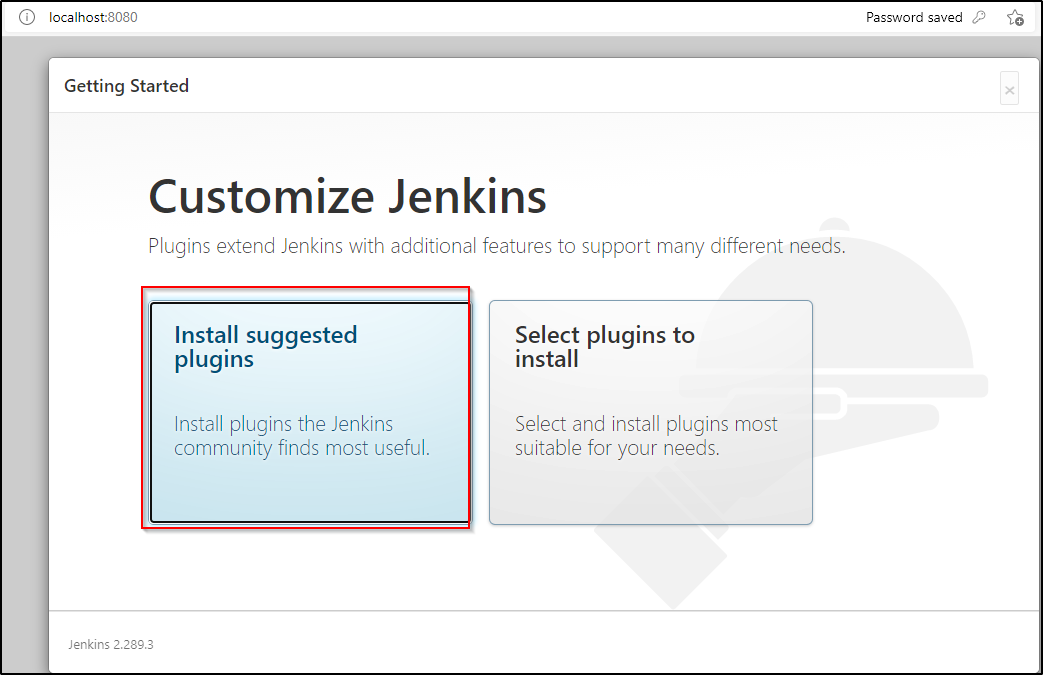 localhost:8080
Password saved
Getting Started
×
Customize Jenkins
Plugins extend Jenkins with additional features to support many different needs.
Install suggested
plugins
Install plugins the Jenkins
community finds most useful.
Select plugins to
install
Select and install plugins most
suitable for your needs.
Jenkins 2.289.3